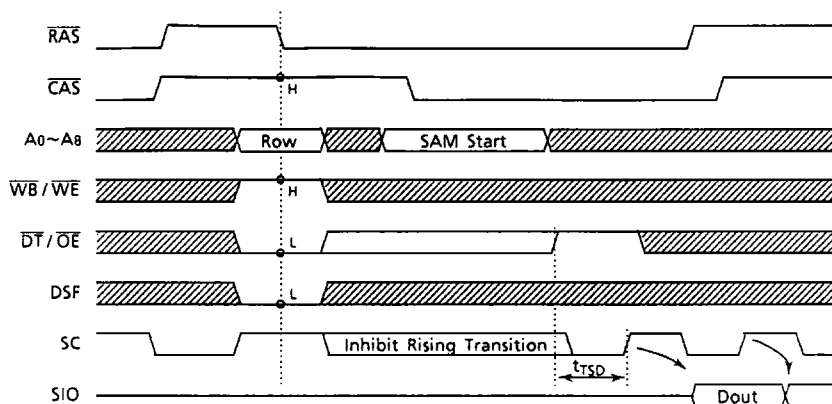 RAS
CAS
H
A0~A8
Row
SAM Start
WB / WE
H
DT / OE
L
DSF
L
SC
Inhibit Rising Transition
tTSD
SIO
Dout